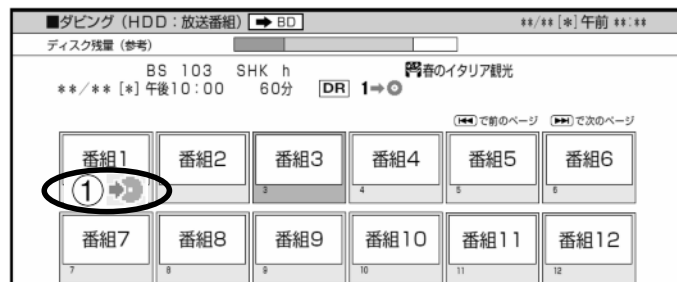 ■ダビング（HDD：放送番組）➡BD **/**[*]午前 **:**
ディスク残量（参考）
BS 103 SHK h 春のイタリア観光
**/**[*]午後10：00 60分 DR 1➡
(⏮)で前のページ (⏭)で次のページ
番組1 番組2 番組3 番組4 番組5 番組6
① 3 4 5 6
番組7 番組8 番組9 番組10 番組11 番組12
7 8 9 10 11 12